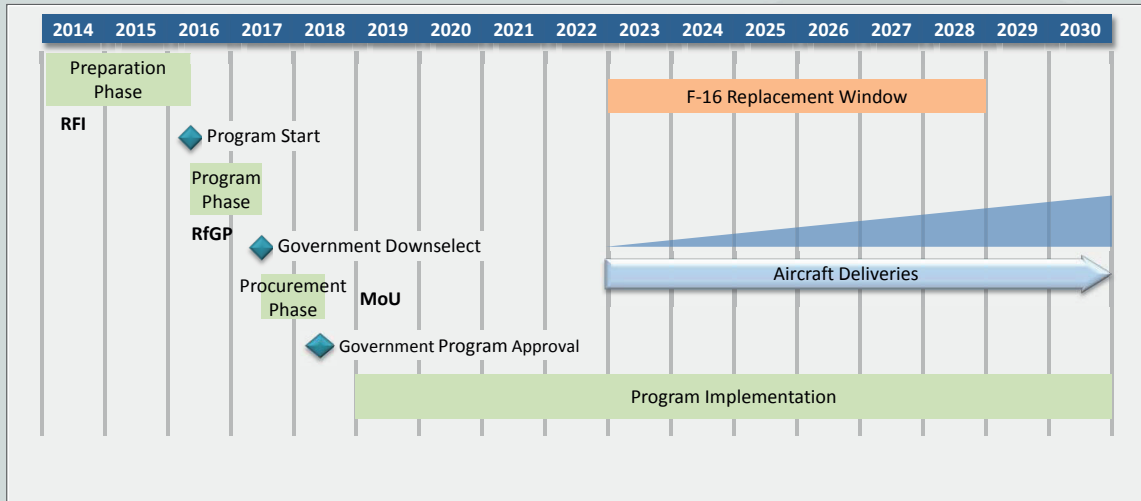 2014 2015 2016 2017 2018 2019 2020 2021 2022 2023 2024 2025 2026 2027 2028 2029 2030
Preparation
Phase
F-16 Replacement Window
RFI
Program Start
Program
Phase
RfGP
Government Downselect
Aircraft Deliveries
Procurement
Phase
MoU
Government Program Approval
Program Implementation